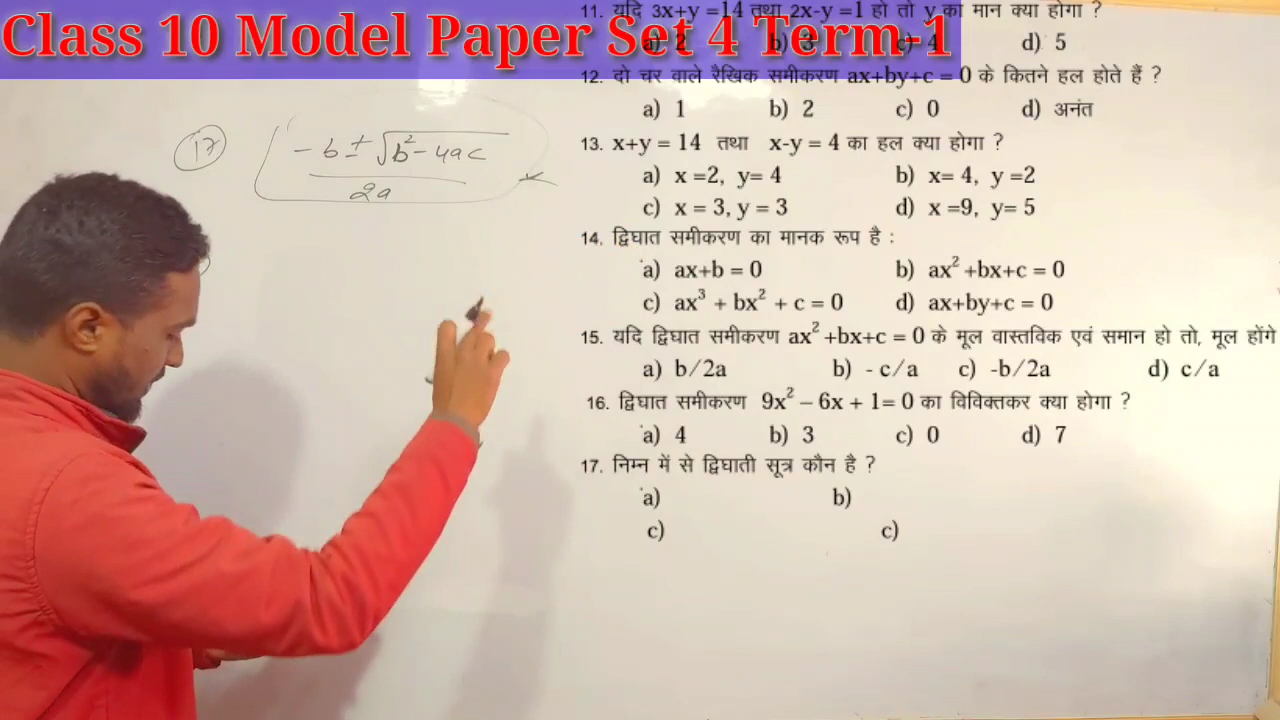 Class 10 Model Paper Set 4 Term-1
11. यदि 3x+y =14 तथा 2x-y =1 हो तो y का मान क्या होगा ?
a) 2 b) 3 c) 4 d) 5
12. दो चर वाले रैखिक समीकरण ax+by+c = 0 के कितने हल होते हैं ?
a) 1 b) 2 c) 0 d) अनंत
13. x+y = 14 तथा x-y = 4 का हल क्या होगा ?
a) x =2, y= 4 b) x= 4, y =2
c) x = 3, y = 3 d) x =9, y= 5
14. द्विघात समीकरण का मानक रूप है :
a) ax+b = 0 b) ax² +bx+c = 0
c) ax³ + bx² + c = 0 d) ax+by+c = 0
15. यदि द्विघात समीकरण ax² +bx+c = 0 के मूल वास्तविक एवं समान हो तो, मूल होंगे
a) b/2a b) - c/a c) -b/2a d) c/a
16. द्विघात समीकरण 9x² – 6x + 1= 0 का विविक्तकर क्या होगा ?
a) 4 b) 3 c) 0 d) 7
17. निम्न में से द्विघाती सूत्र कौन है ?
a) b)
c) c)
17 - b ± √b² - 4ac
2a